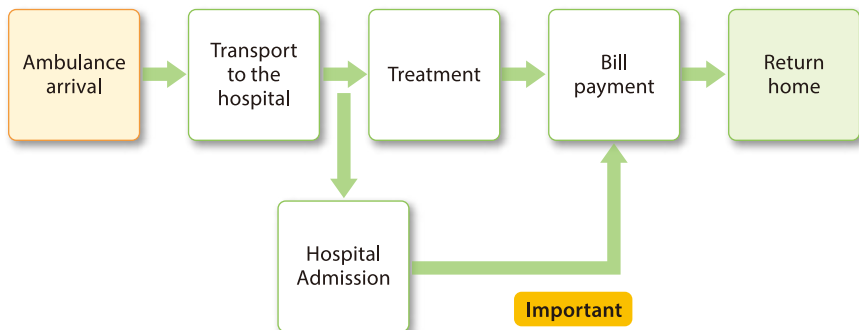 Ambulance
arrival
Transport
to the
hospital
Treatment
Bill
payment
Return
home
Hospital
Admission
Important